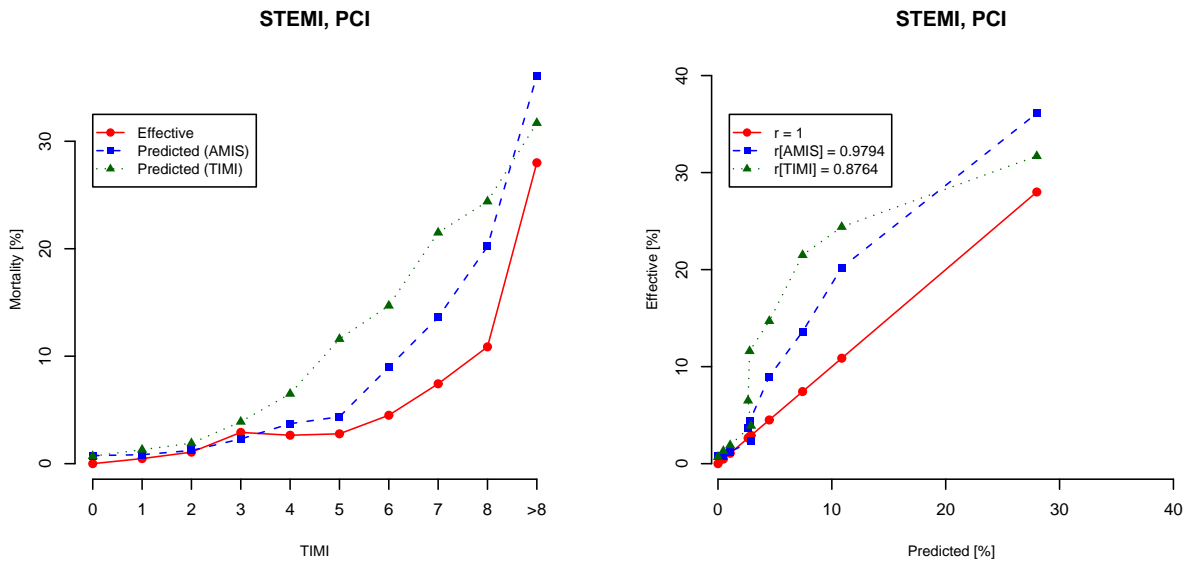 STEMI, PCI
Mortality [%]
30
20
10
0
Effective
Predicted (AMIS)
Predicted (TIMI)
0 1 2 3 4 5 6 7 8 >8
TIMI
STEMI, PCI
Effective [%]
40
30
20
10
0
r = 1
r[AMIS] = 0.9794
r[TIMI] = 0.8764
0 10 20 30 40
Predicted [%]